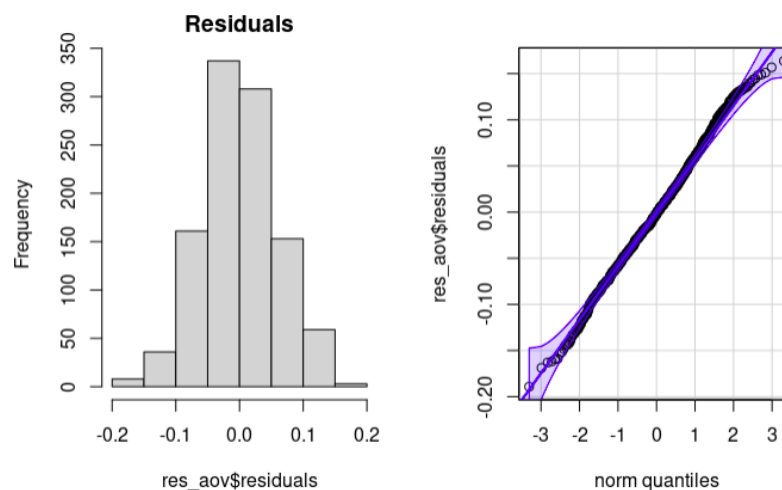 Residuals
Frequency
350
300
250
200
150
100
50
0
-0.2 -0.1 0.0 0.1 0.2
res_aov$residuals
res_aov$residuals
0.10
0.00
-0.10
-0.20
-3 -2 -1 0 1 2 3
norm quantiles